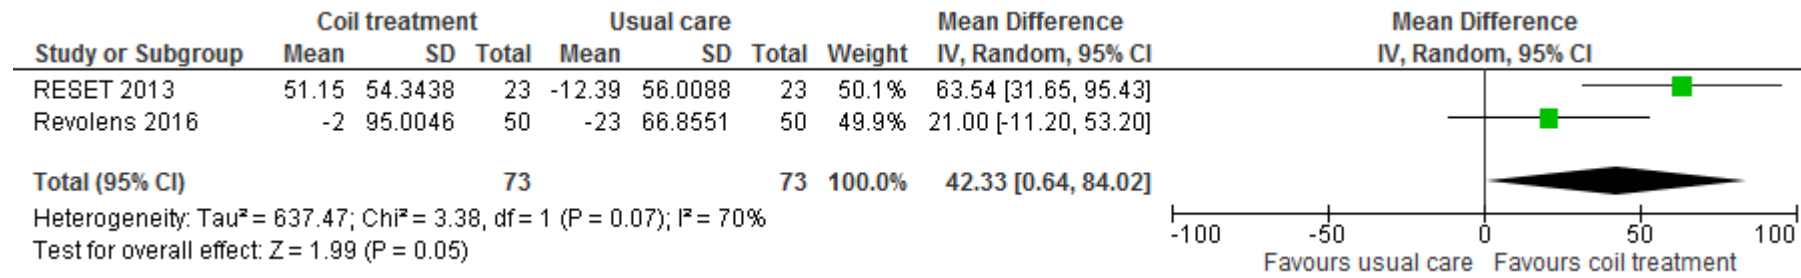 Coil treatment Usual care Mean Difference Mean Difference
Study or Subgroup Mean SD Total Mean SD Total Weight IV, Random, 95% CI IV, Random, 95% CI
RESET 2013 51.15 54.3438 23 -12.39 56.0088 23 50.1% 63.54 [31.65, 95.43]
Revolens 2016 -2 95.0046 50 -23 66.8551 50 49.9% 21.00 [-11.20, 53.20]
Total (95% CI) 73 73 100.0% 42.33 [0.64, 84.02]
Heterogeneity: Tau² = 637.47; Chi² = 3.38, df = 1 (P = 0.07); I² = 70%
Test for overall effect: Z = 1.99 (P = 0.05)
-100 -50 0 50 100
Favours usual care Favours coil treatment